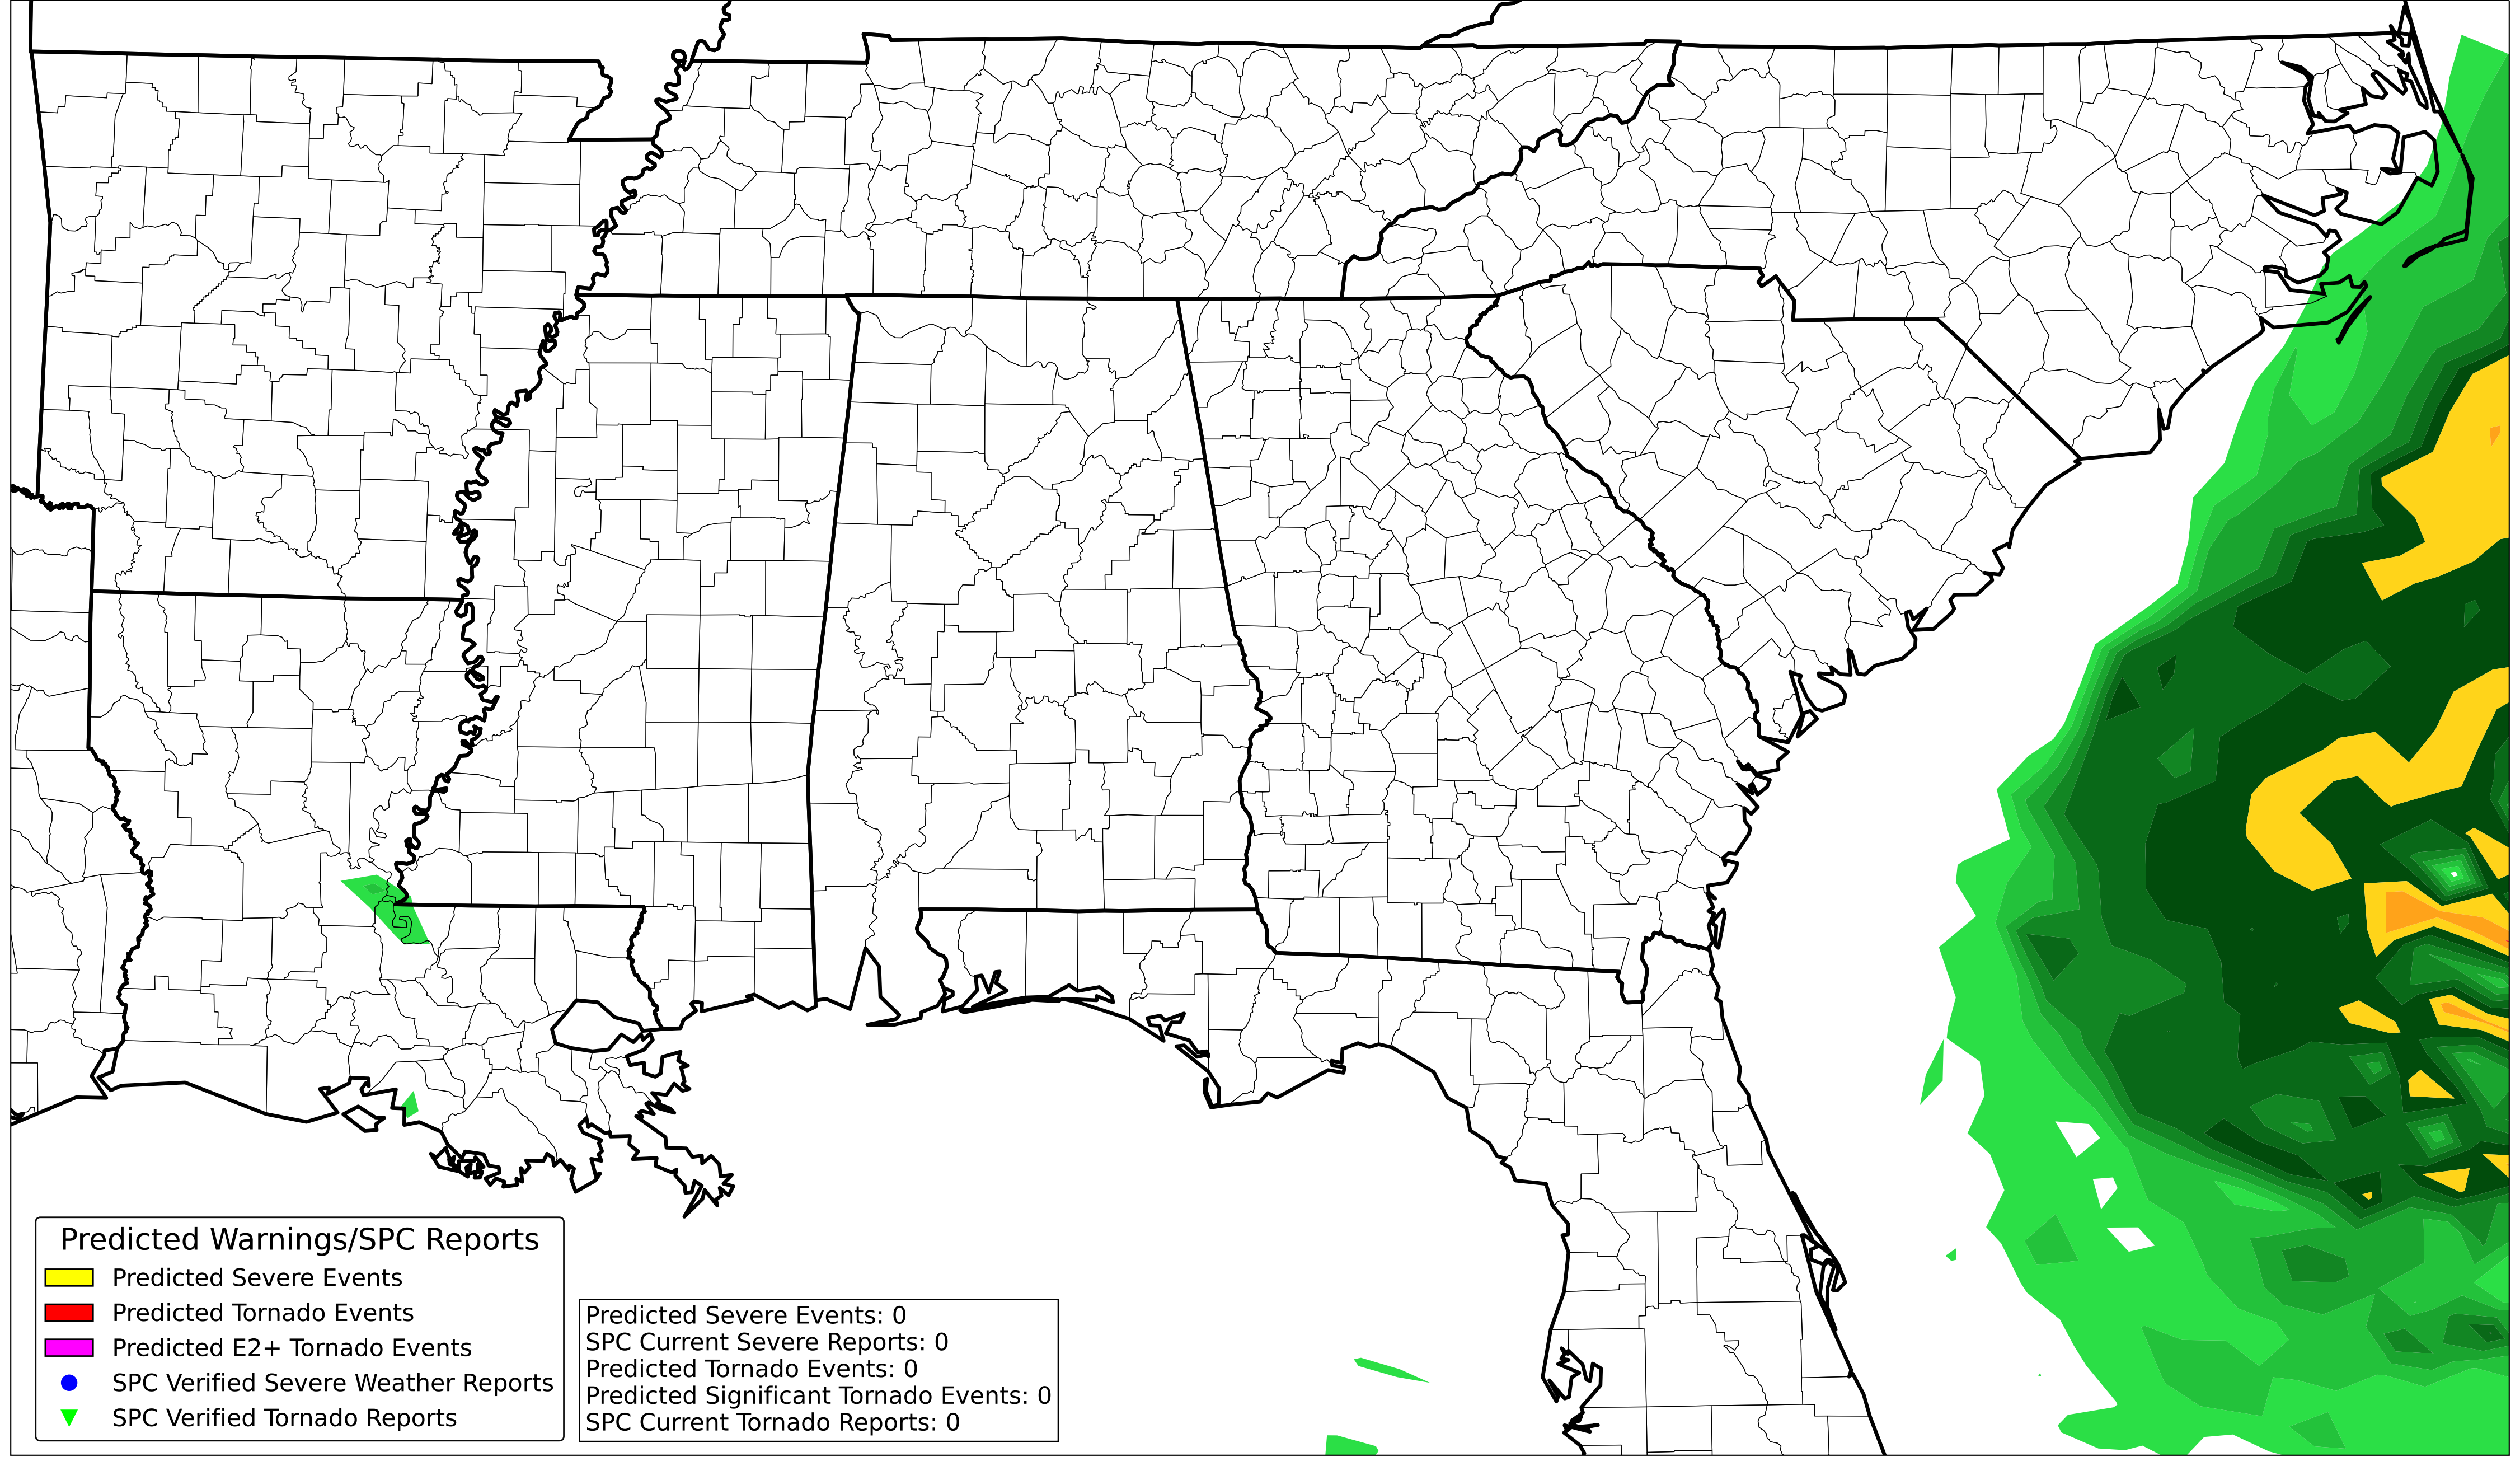 Predicted Warnings/SPC Reports
Predicted Severe Events
Predicted Tornado Events
Predicted E2+ Tornado Events
SPC Verified Severe Weather Reports
SPC Verified Tornado Reports
Predicted Severe Events: 0
SPC Current Severe Reports: 0
Predicted Tornado Events: 0
Predicted Significant Tornado Events: 0
SPC Current Tornado Reports: 0